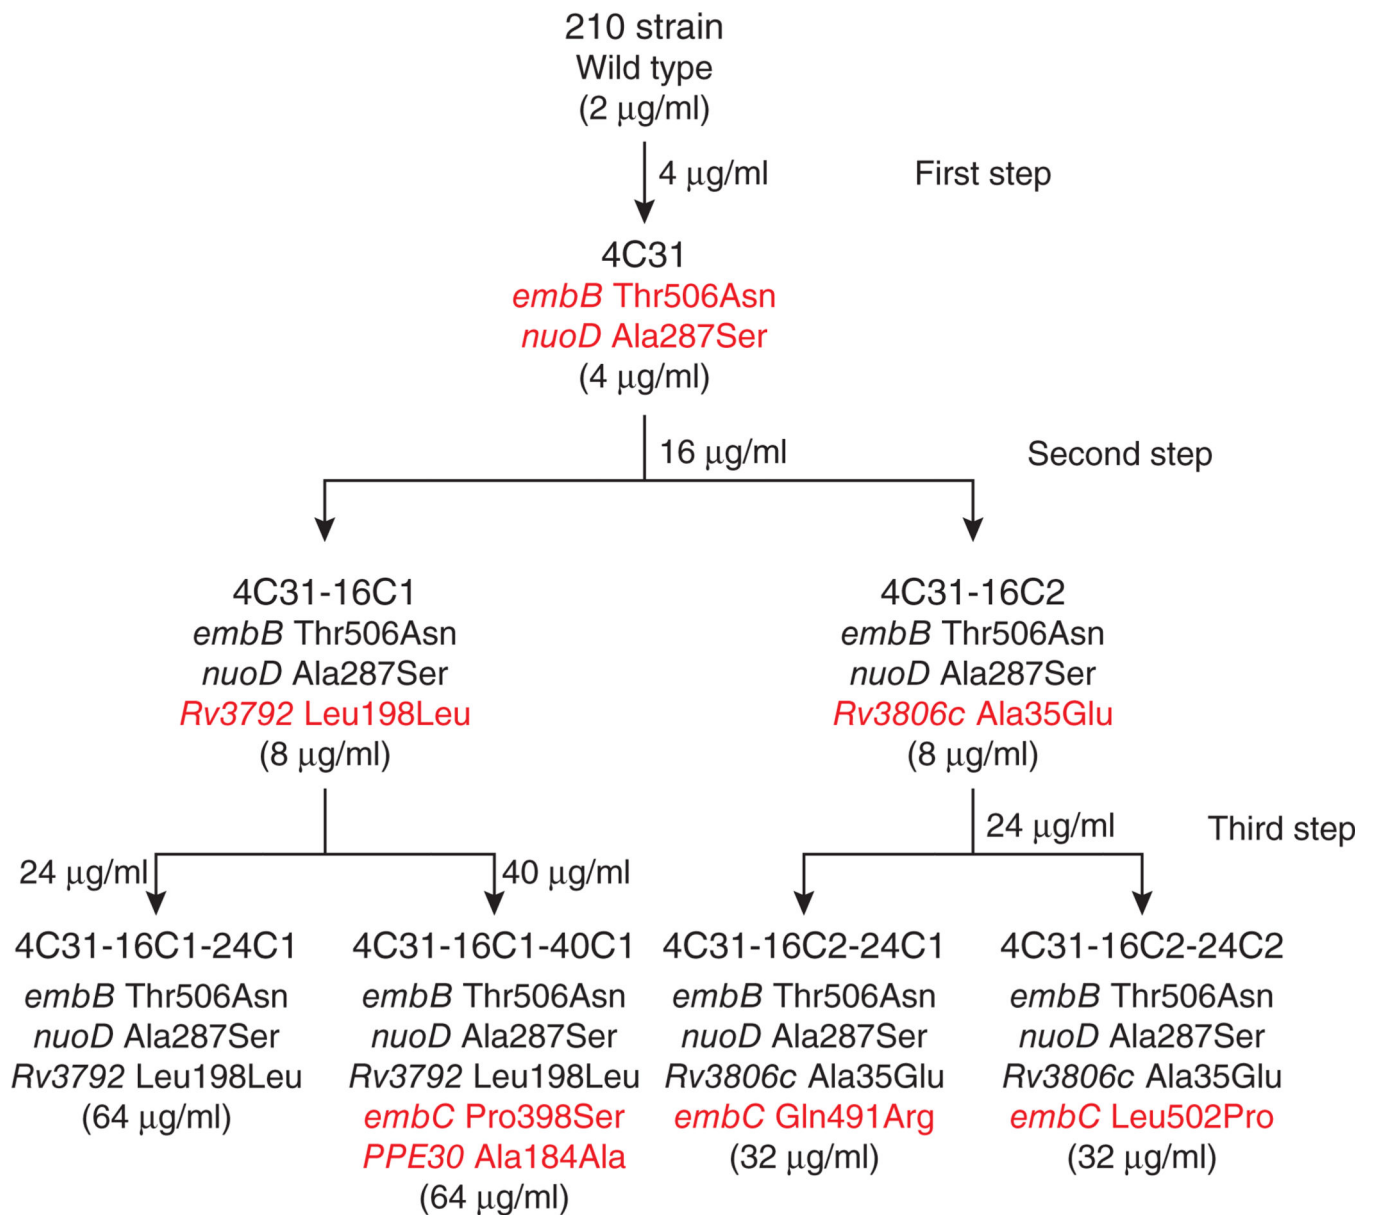 210 strain
Wild type
(2 μg/ml)
4 μg/ml
First step
4C31
embB Thr506Asn
nuoD Ala287Ser
(4 μg/ml)
16 μg/ml
Second step
4C31-16C1
embB Thr506Asn
nuoD Ala287Ser
Rv3792 Leu198Leu
(8 μg/ml)
4C31-16C2
embB Thr506Asn
nuoD Ala287Ser
Rv3806c Ala35Glu
(8 μg/ml)
24 μg/ml
40 μg/ml
24 μg/ml
Third step
4C31-16C1-24C1
embB Thr506Asn
nuoD Ala287Ser
Rv3792 Leu198Leu
(64 μg/ml)
4C31-16C1-40C1
embB Thr506Asn
nuoD Ala287Ser
Rv3792 Leu198Leu
embC Pro398Ser
PPE30 Ala184Ala
(64 μg/ml)
4C31-16C2-24C1
embB Thr506Asn
nuoD Ala287Ser
Rv3806c Ala35Glu
embC Gln491Arg
(32 μg/ml)
4C31-16C2-24C2
embB Thr506Asn
nuoD Ala287Ser
Rv3806c Ala35Glu
embC Leu502Pro
(32 μg/ml)